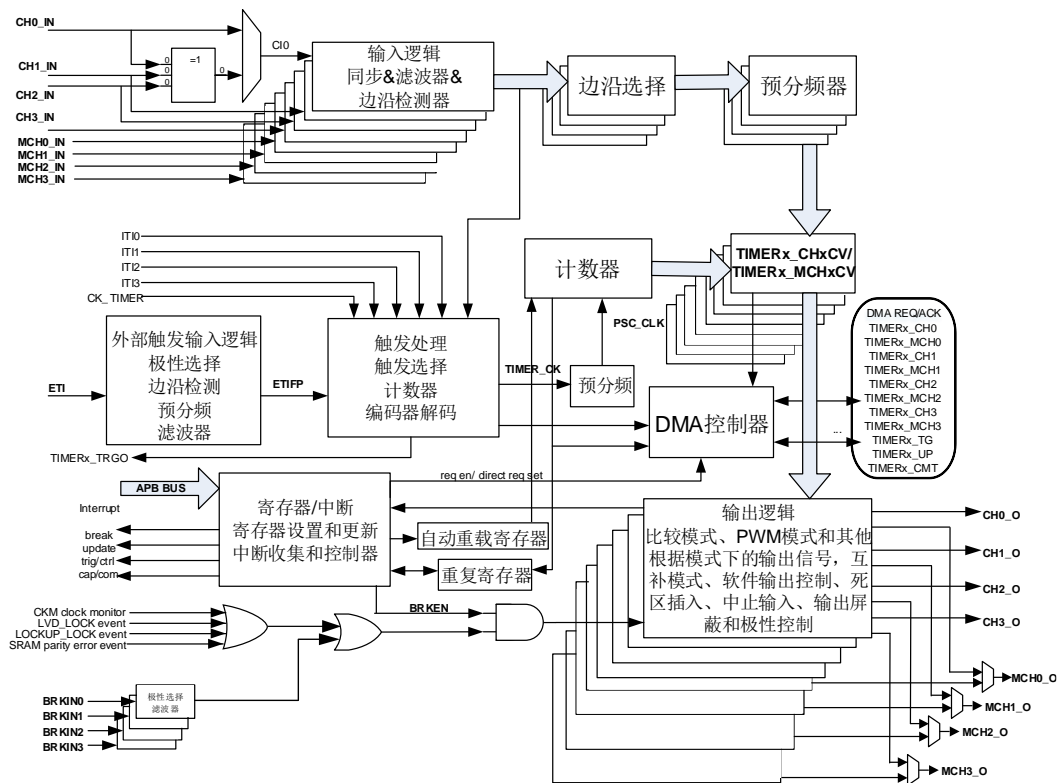 CH0_IN
CH1_IN
CH2_IN
CH3_IN
MCH0_IN
MCH1_IN
MCH2_IN
MCH3_IN
0
0
0
=1
0
CI0
输入逻辑
同步&滤波器&
边沿检测器
边沿选择
预分频器
ITI0
ITI1
ITI2
ITI3
CK_TIMER
计数器
TIMERx_CHxCV/
TIMERx_MCHxCV
PSC_CLK
外部触发输入逻辑
极性选择
边沿检测
预分频
滤波器
ETI
ETIFP
触发处理
触发选择
计数器
编码器解码
TIMER_CK
预分频
DMA控制器
DMA REQ/ACK
TIMERx_CH0
TIMERx_MCH0
TIMERx_CH1
TIMERx_MCH1
TIMERx_CH2
TIMERx_MCH2
TIMERx_CH3
TIMERx_MCH3
TIMERx_TG
TIMERx_UP
TIMERx_CMT
...
TIMERx_TRGO
APB BUS
req en/ direct req set
Interrupt
break
update
trig/ctrl
cap/com
寄存器/中断
寄存器设置和更新
中断收集和控制器
自动重载寄存器
重复寄存器
输出逻辑
比较模式、PWM模式和其他
根据模式下的输出信号，互
补模式、软件输出控制、死
区插入、中止输入、输出屏
蔽和极性控制
CH0_O
CH1_O
CH2_O
CH3_O
BRKEN
CKM clock monitor
LVD_LOCK event
LOCKUP_LOCK event
SRAM parity error event
BRKIN0
BRKIN1
BRKIN2
BRKIN3
极性选择
滤波器
MCH0_O
MCH1_O
MCH2_O
MCH3_O